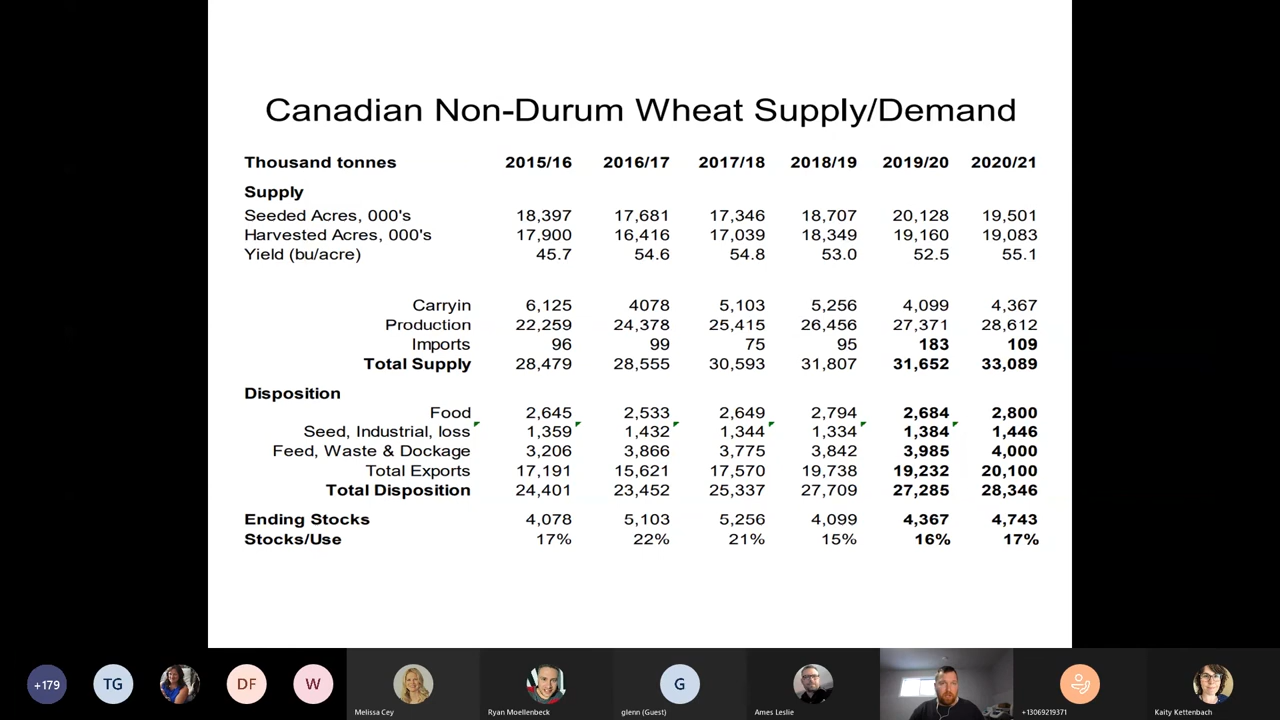 Canadian Non-Durum Wheat Supply/Demand
Thousand tonnes 2015/16 2016/17 2017/18 2018/19 2019/20 2020/21
Supply
Seeded Acres, 000's 18,397 17,681 17,346 18,707 20,128 19,501
Harvested Acres, 000's 17,900 16,416 17,039 18,349 19,160 19,083
Yield (bu/acre) 45.7 54.6 54.8 53.0 52.5 55.1
Carryin 6,125 4078 5,103 5,256 4,099 4,367
Production 22,259 24,378 25,415 26,456 27,371 28,612
Imports 96 99 75 95 183 109
Total Supply 28,479 28,555 30,593 31,807 31,652 33,089
Disposition
Food 2,645 2,533 2,649 2,794 2,684 2,800
Seed, Industrial, loss 1,359 1,432 1,344 1,334 1,384 1,446
Feed, Waste & Dockage 3,206 3,866 3,775 3,842 3,985 4,000
Total Exports 17,191 15,621 17,570 19,738 19,232 20,100
Total Disposition 24,401 23,452 25,337 27,709 27,285 28,346
Ending Stocks 4,078 5,103 5,256 4,099 4,367 4,743
Stocks/Use 17% 22% 21% 15% 16% 17%
+179 TG DF W G
Melissa Cey Ryan Moellenbeck glenn (Guest) Ames Leslie +13069219371 Kaity Kettenbach